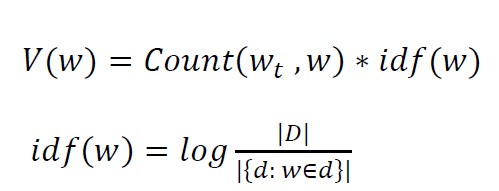 V(w) = Count(w_t , w) * idf(w)
idf(w) = log |D| / |{d: w∈d}|